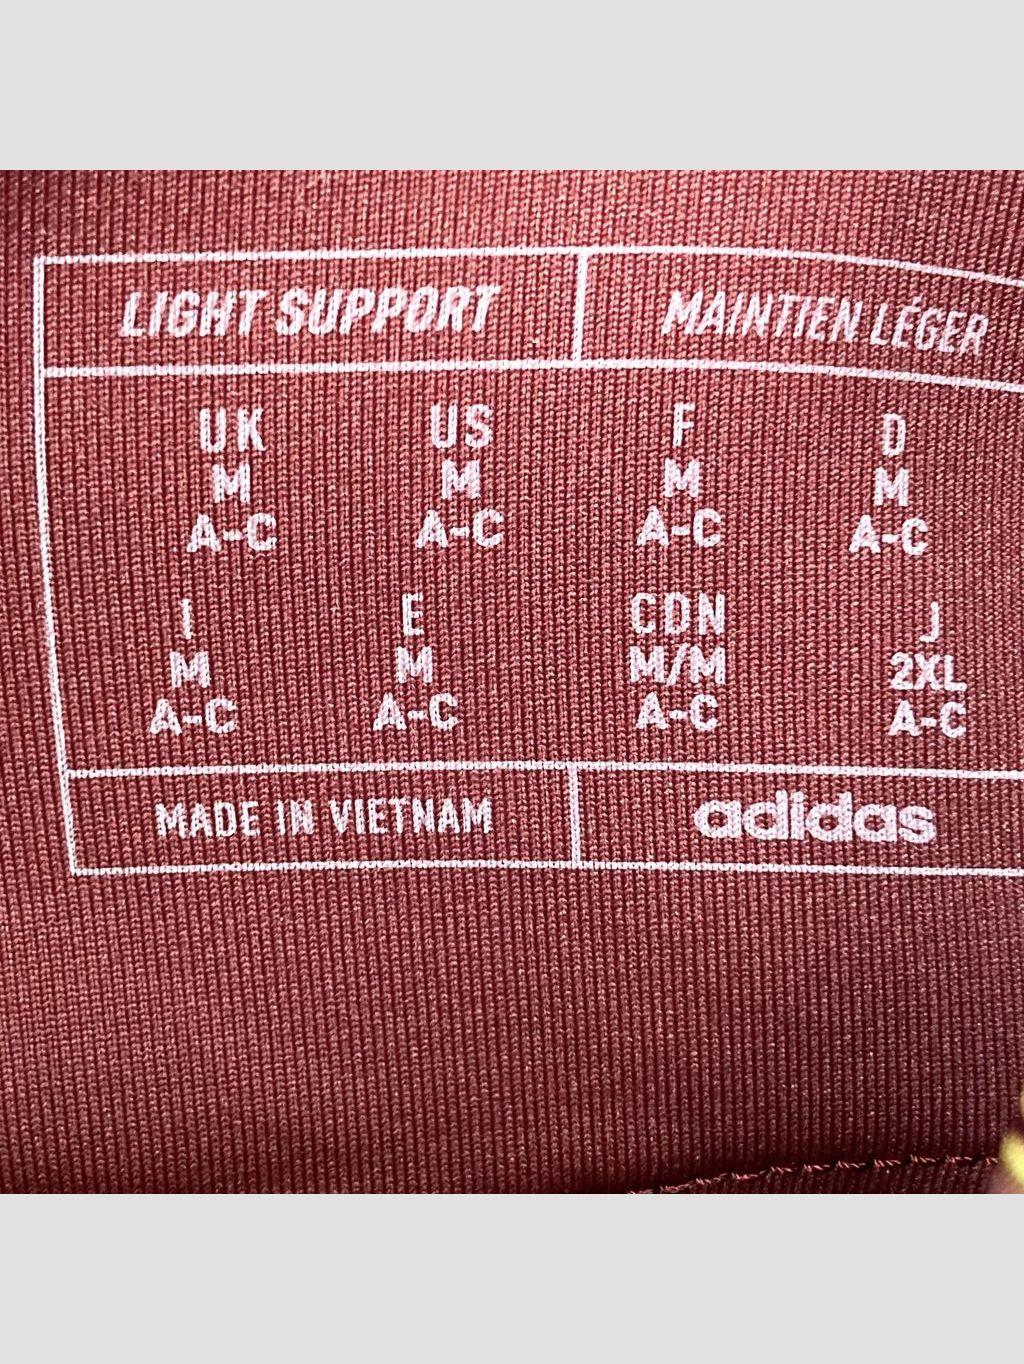 LIGHT SUPPORT
MAINTIEN LÉGER
UK US F D
M M M M
A-C A-C A-C A-C
I E CDN J
M M M/M 2XL
A-C A-C A-C A-C
MADE IN VIETNAM
adidas